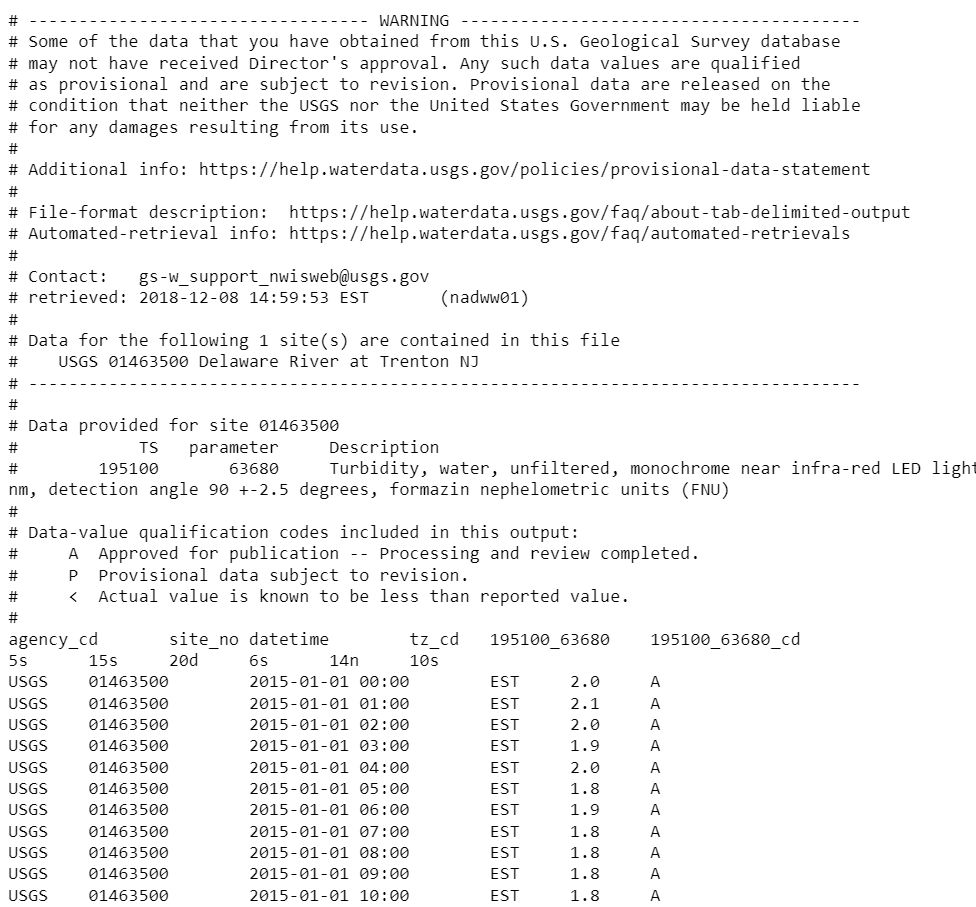 # ---------------------------------- WARNING ----------------------------------------
# Some of the data that you have obtained from this U.S. Geological Survey database
# may not have received Director's approval. Any such data values are qualified
# as provisional and are subject to revision. Provisional data are released on the
# condition that neither the USGS nor the United States Government may be held liable
# for any damages resulting from its use.
#
# Additional info: https://help.waterdata.usgs.gov/policies/provisional-data-statement
#
# File-format description:  https://help.waterdata.usgs.gov/faq/about-tab-delimited-output
# Automated-retrieval info: https://help.waterdata.usgs.gov/faq/automated-retrievals
#
# Contact:   gs-w_support_nwisweb@usgs.gov
# retrieved: 2018-12-08 14:59:53 EST       (nadww01)
#
# Data for the following 1 site(s) are contained in this file
#    USGS 01463500 Delaware River at Trenton NJ
# -----------------------------------------------------------------------------------
#
# Data provided for site 01463500
#            TS   parameter     Description
#        195100       63680     Turbidity, water, unfiltered, monochrome near infra-red LED light
nm, detection angle 90 +-2.5 degrees, formazin nephelometric units (FNU)
#
# Data-value qualification codes included in this output:
#     A  Approved for publication -- Processing and review completed.
#     P  Provisional data subject to revision.
#     <  Actual value is known to be less than reported value.
#
agency_cd       site_no datetime        tz_cd   195100_63680    195100_63680_cd
5s      15s     20d     6s      14n     10s
USGS    01463500        2015-01-01 00:00        EST     2.0     A
USGS    01463500        2015-01-01 01:00        EST     2.1     A
USGS    01463500        2015-01-01 02:00        EST     2.0     A
USGS    01463500        2015-01-01 03:00        EST     1.9     A
USGS    01463500        2015-01-01 04:00        EST     2.0     A
USGS    01463500        2015-01-01 05:00        EST     1.8     A
USGS    01463500        2015-01-01 06:00        EST     1.9     A
USGS    01463500        2015-01-01 07:00        EST     1.8     A
USGS    01463500        2015-01-01 08:00        EST     1.8     A
USGS    01463500        2015-01-01 09:00        EST     1.8     A
USGS    01463500        2015-01-01 10:00        EST     1.8     A